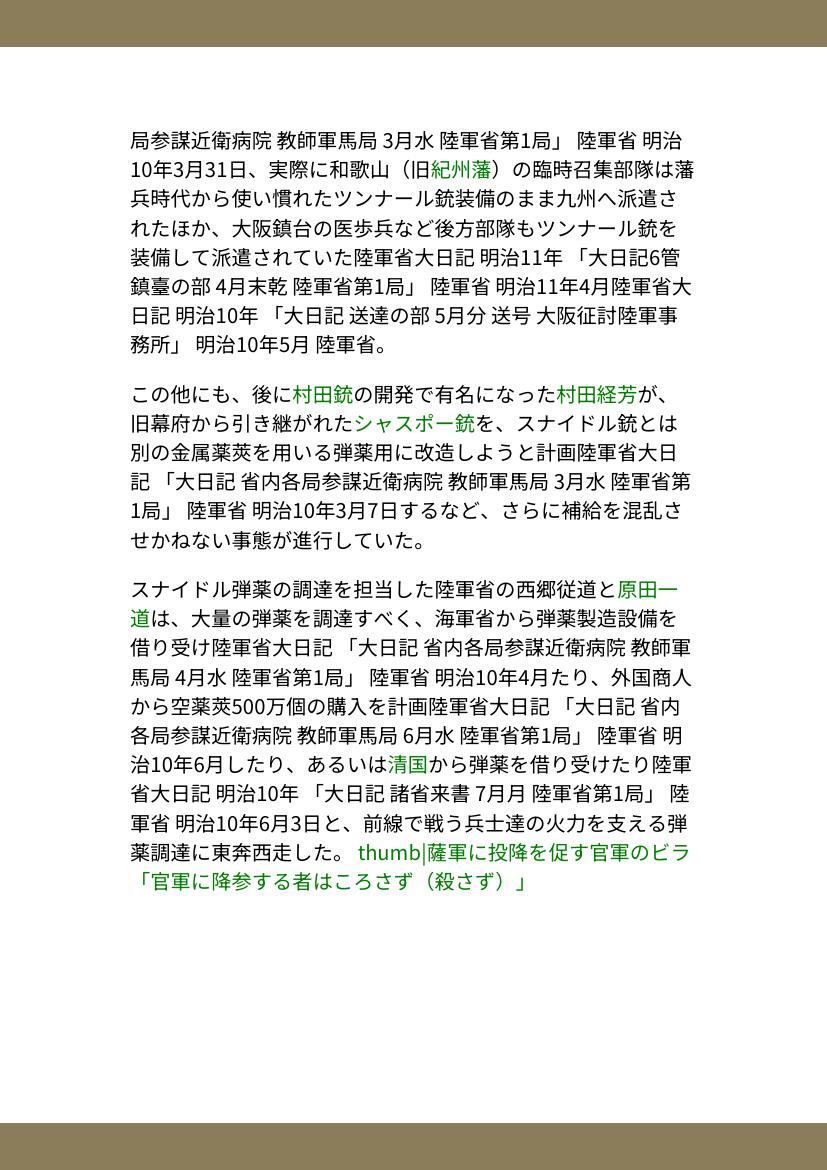 局参謀近衛病院 教師軍馬局 3月水 陸軍省第1局」 陸軍省 明治
10年3月31日、実際に和歌山（旧紀州藩）の臨時召集部隊は藩
兵時代から使い慣れたツンナール銃装備のまま九州へ派遣さ
れたほか、大阪鎮台の医歩兵など後方部隊もツンナール銃を
装備して派遣されていた陸軍省大日記 明治11年 「大日記6管
鎮臺の部 4月末乾 陸軍省第1局」 陸軍省 明治11年4月陸軍省大
日記 明治10年 「大日記 送達の部 5月分 送号 大阪征討陸軍事
務所」 明治10年5月 陸軍省。
この他にも、後に村田銃の開発で有名になった村田経芳が、
旧幕府から引き継がれたシャスポー銃を、スナイドル銃とは
別の金属薬莢を用いる弾薬用に改造しようと計画陸軍省大日
記 「大日記 省内各局参謀近衛病院 教師軍馬局 3月水 陸軍省第
1局」 陸軍省 明治10年3月7日するなど、さらに補給を混乱さ
せかねない事態が進行していた。
スナイドル弾薬の調達を担当した陸軍省の西郷従道と原田一
道は、大量の弾薬を調達すべく、海軍省から弾薬製造設備を
借り受け陸軍省大日記 「大日記 省内各局参謀近衛病院 教師軍
馬局 4月水 陸軍省第1局」 陸軍省 明治10年4月たり、外国商人
から空薬莢500万個の購入を計画陸軍省大日記 「大日記 省内
各局参謀近衛病院 教師軍馬局 6月水 陸軍省第1局」 陸軍省 明
治10年6月したり、あるいは清国から弾薬を借り受けたり陸軍
省大日記 明治10年 「大日記 諸省来書 7月月 陸軍省第1局」 陸
軍省 明治10年6月3日と、前線で戦う兵士達の火力を支える弾
薬調達に東奔西走した。 thumb|薩軍に投降を促す官軍のビラ
「官軍に降参する者はころさず（殺さず）」